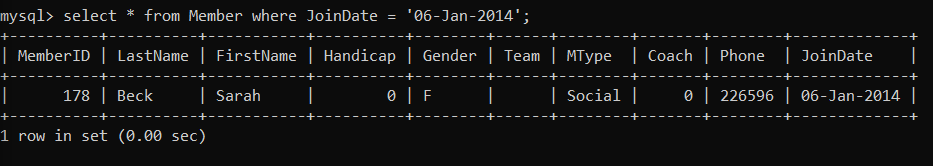 mysql> select * from Member where JoinDate = '06-Jan-2014';
+----------+----------+-----------+----------+--------+------+--------+-------+--------+-------------+
| MemberID | LastName | FirstName | Handicap | Gender | Team | MType  | Coach | Phone  | JoinDate    |
+----------+----------+-----------+----------+--------+------+--------+-------+--------+-------------+
|      178 | Beck     | Sarah     |        0 | F      |      | Social |     0 | 226596 | 06-Jan-2014 |
+----------+----------+-----------+----------+--------+------+--------+-------+--------+-------------+
1 row in set (0.00 sec)